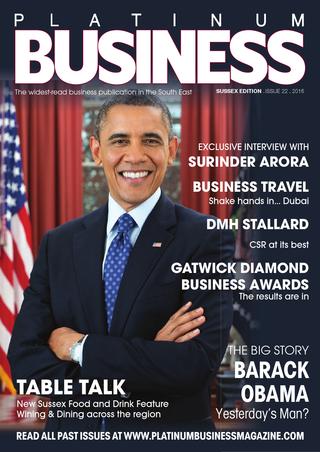 PLATINUM
BUSINESS
The widest-read business publication in the South East
SUSSEX EDITION . ISSUE 22 . 2016
EXCLUSIVE INTERVIEW WITH
SURINDER ARORA
BUSINESS TRAVEL
Shake hands in... Dubai
DMH STALLARD
CSR at its best
GATWICK DIAMOND
BUSINESS AWARDS
The results are in
THE BIG STORY
BARACK
OBAMA
Yesterday's Man?
TABLE TALK
New Sussex Food and Drink Feature
Wining & Dining across the region
READ ALL PAST ISSUES AT WWW.PLATINUMBUSINESSMAGAZINE.COM